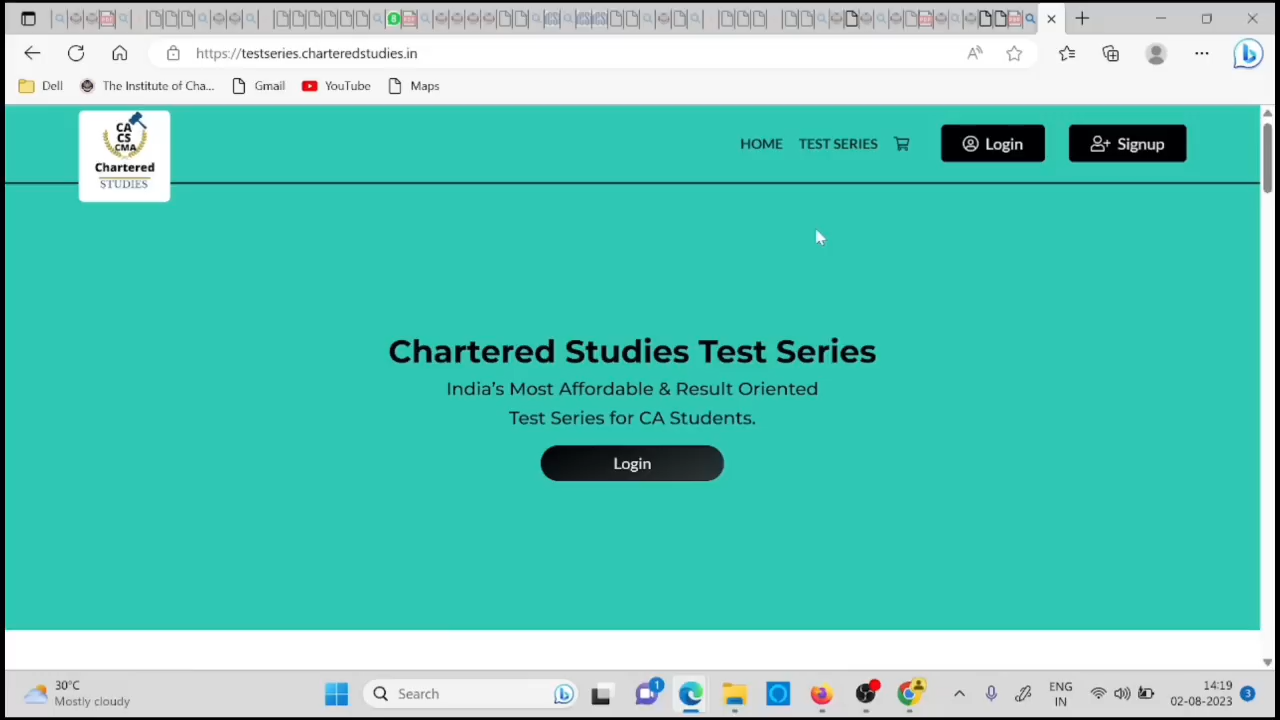 https://testseries.charteredstudies.in
Dell
The Institute of Cha...
Gmail
YouTube
Maps
CA
CS
CMA
Chartered
STUDIES
HOME
TEST SERIES
Login
Signup
Chartered Studies Test Series
India's Most Affordable & Result Oriented
Test Series for CA Students.
Login
30°C
Mostly cloudy
Search
1
ENG
IN
14:19
02-08-2023
3